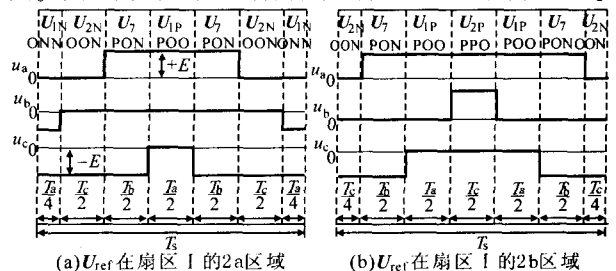 U1N U2N U7 U1P U7 U2N U1N
ONN OON PON POO PON OON ONN
ua 0 +E
ub 0
uc 0 -E
Ta/4 Tc/2 Tb/2 Ta/2 Tb/2 Tc/2 Ta/4
Ts
(a)Uref在扇区Ⅰ的2a区域
U2N U7 U1P U2P U1P U7 U2N
OON PON POO PPO POO PON OON
ua 0
ub 0
uc 0
Tc/4 Tb/2 Ta/2 Tc/2 Ta/2 Tb/2 Tc/4
Ts
(b)Uref在扇区Ⅰ的2b区域